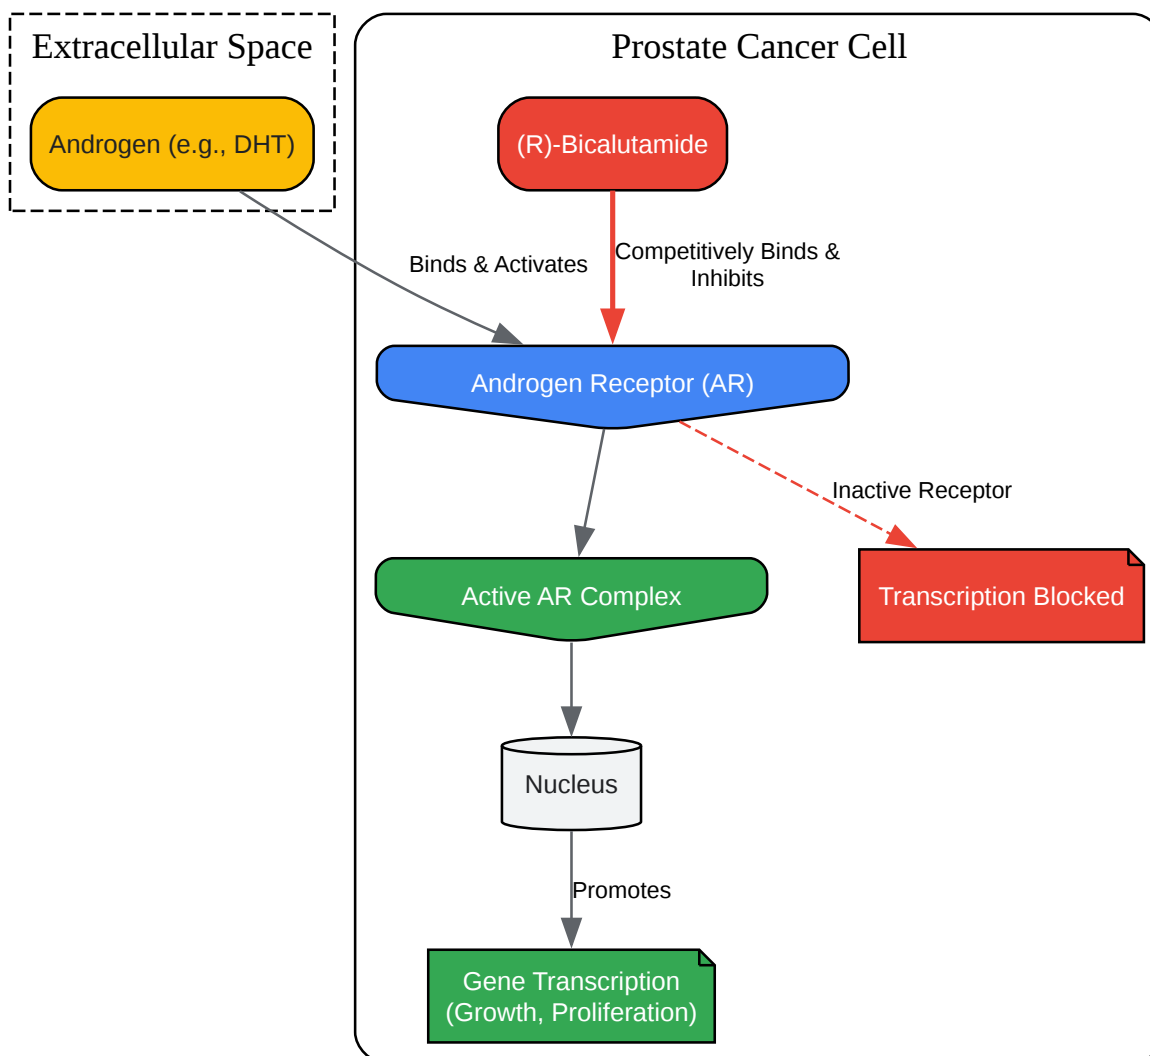 Extracellular Space
Prostate Cancer Cell
Androgen (e.g., DHT)
(R)-Bicalutamide
Binds & Activates
Competitively Binds &
Inhibits
Androgen Receptor (AR)
Inactive Receptor
Active AR Complex
Transcription Blocked
Nucleus
Promotes
Gene Transcription
(Growth, Proliferation)